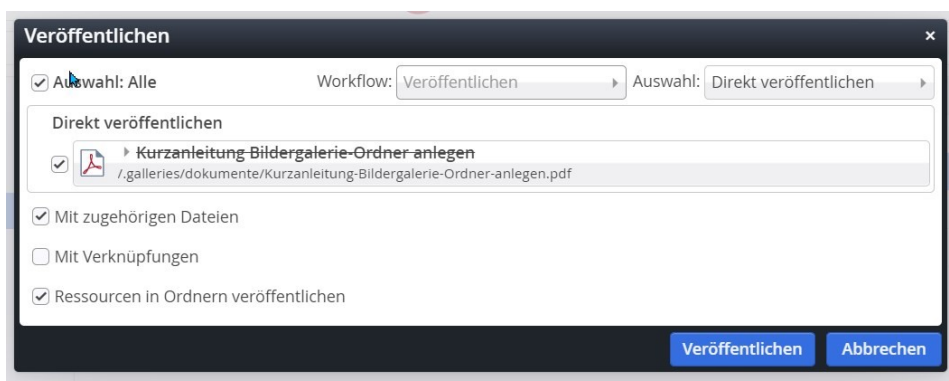 Veröffentlichen
Auswahl: Alle Workflow: Veröffentlichen Auswahl: Direkt veröffentlichen
Direkt veröffentlichen
Kurzanleitung Bildergalerie-Ordner anlegen
/.galleries/dokumente/Kurzanleitung-Bildergalerie-Ordner-anlegen.pdf
Mit zugehörigen Dateien
Mit Verknüpfungen
Ressourcen in Ordnern veröffentlichen
Veröffentlichen Abbrechen